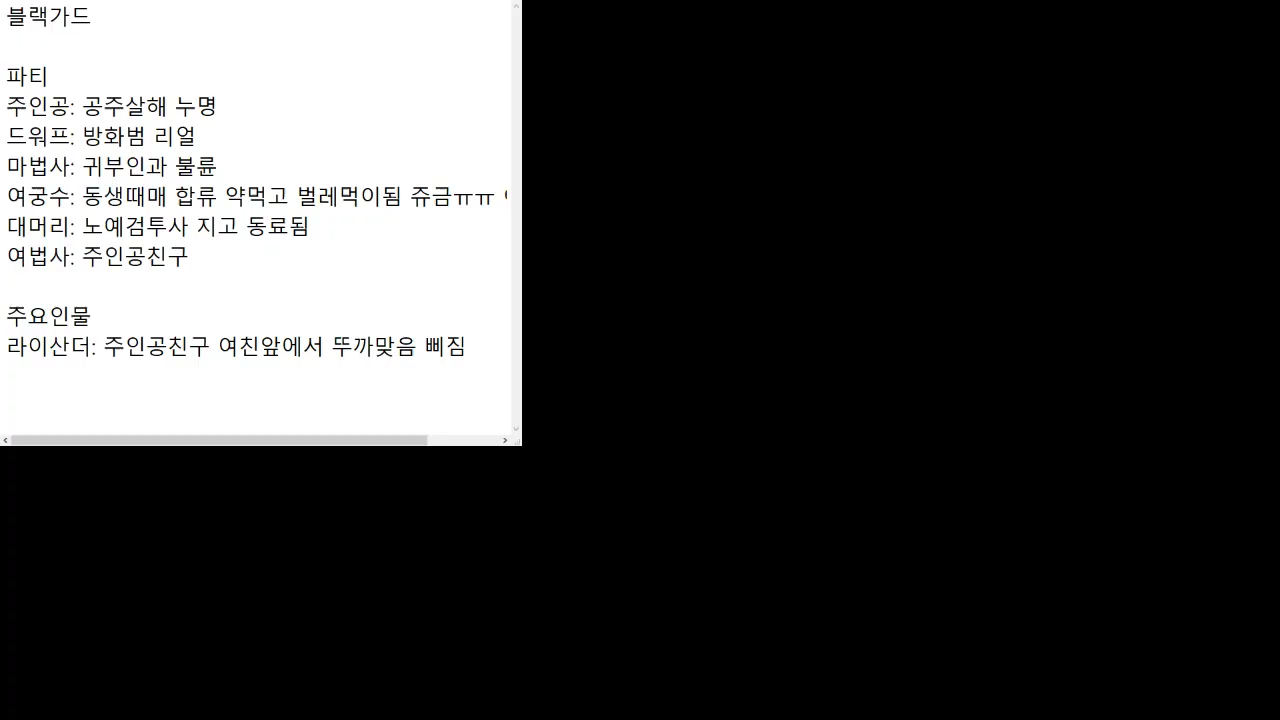 블랙가드
파티
주인공: 공주살해 누명
드워프: 방화범 리얼
마법사: 귀부인과 불륜
여궁수: 동생때매 합류 약먹고 벌레먹이됨 쥬금ㅠㅠ
대머리: 노예검투사 지고 동료됨
여법사: 주인공친구
주요인물
라이산더: 주인공친구 여친앞에서 뚜까맞음 삐짐